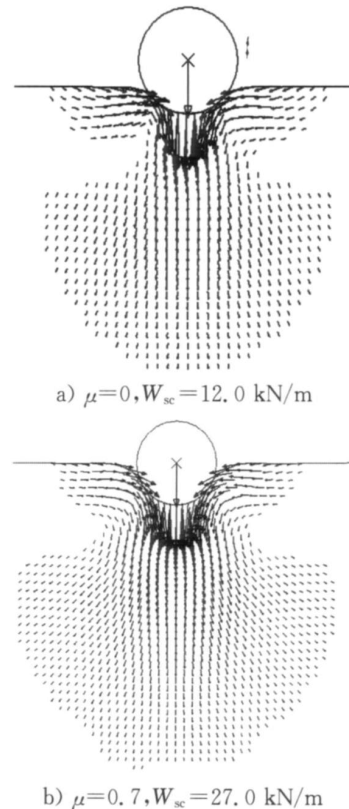 a) μ=0,W_sc=12.0 kN/m
b) μ=0.7,W_sc=27.0 kN/m